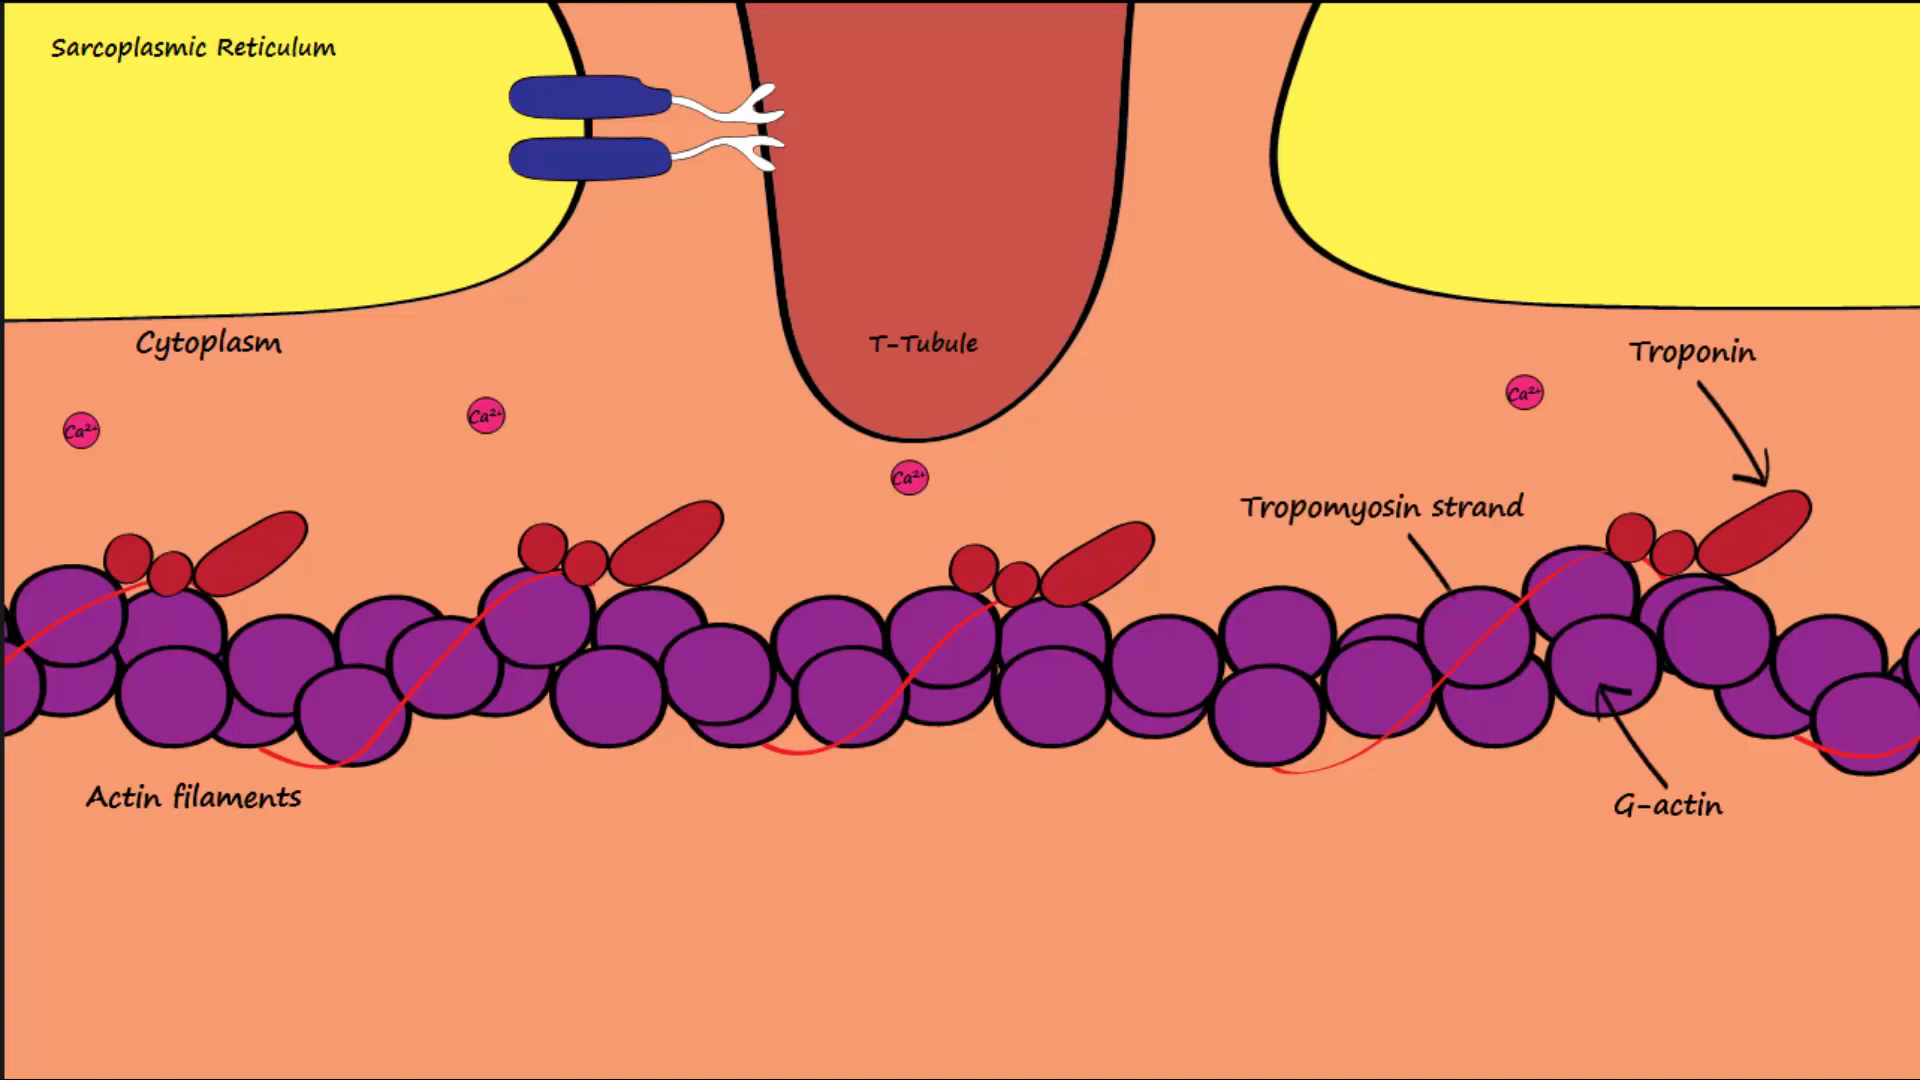 Sarcoplasmic Reticulum
Cytoplasm
T-Tubule
Troponin
Ca²⁺
Ca²⁺
Ca²⁺
Ca²⁺
Tropomyosin strand
Actin filaments
G-actin